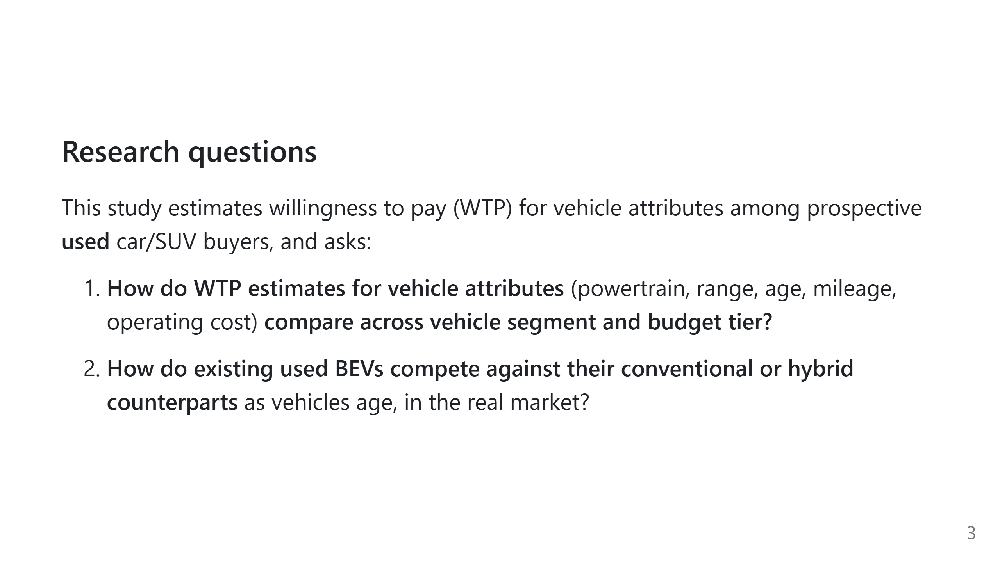 Research questions
This study estimates willingness to pay (WTP) for vehicle attributes among prospective
used car/SUV buyers, and asks:
1. How do WTP estimates for vehicle attributes (powertrain, range, age, mileage,
operating cost) compare across vehicle segment and budget tier?
2. How do existing used BEVs compete against their conventional or hybrid
counterparts as vehicles age, in the real market?
3